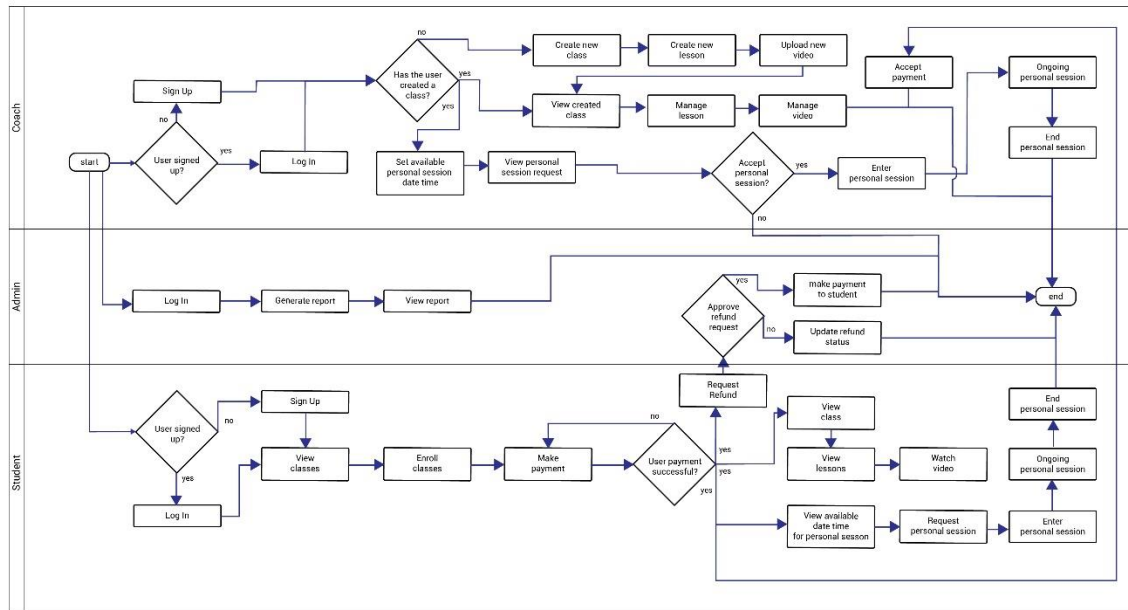 Coach
start
User signed
up?
no
yes
Sign Up
Log In
Has the user
created a
class?
no
yes
yes
Create new
class
Create new
lesson
Upload new
video
View created
class
Manage
lesson
Manage
video
Accept
payment
Set available
personal session
date time
View personal
session request
Accept
personal
session?
yes
no
Enter
personal session
Ongoing
personal session
End
personal session
Admin
Log In
Generate report
View report
Approve
refund
request
yes
no
make payment
to student
Update refund
status
end
Student
User signed
up?
no
yes
Sign Up
Log In
View
classes
Enroll
classes
Make
payment
no
User payment
successful?
yes
yes
yes
Request
Refund
View
class
View
lessons
Watch
video
View available
date time
for personal sesson
Request
personal session
Enter
personal session
Ongoing
personal session
End
personal session